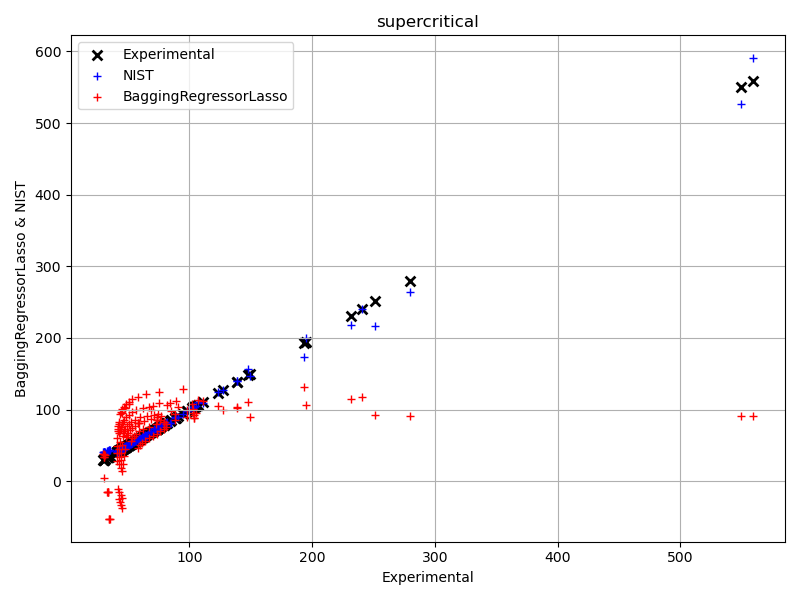 supercritical
Experimental
NIST
BaggingRegressorLasso
600
500
400
300
200
100
0
BaggingRegressorLasso & NIST
100 200 300 400 500
Experimental